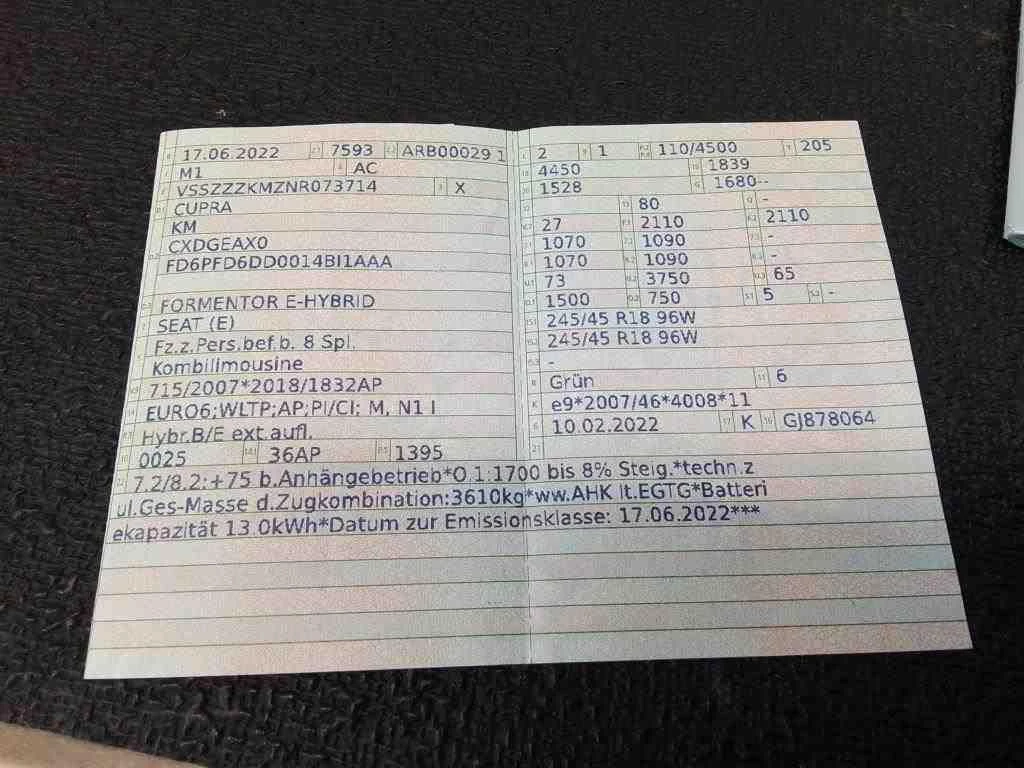 17.06.2022 7593 ARB00029 1
M1 AC
VSSZZZKMZNR073714 X
CUPRA
KM
CXDGEAX0
FD6PFD6DD0014BI1AAA
FORMENTOR E-HYBRID
SEAT (E)
Fz.z.Pers.bef.b. 8 Spl.
Kombilimousine
715/2007*2018/1832AP
EURO6;WLTP;AP;PI/CI; M, N1 I
Hybr.B/E ext.aufl.
0025 36AP 1395
2 1 110/4500 205
4450 1839
1528 1680--
80 -
27 2110 2110
1070 1090 -
1070 1090 -
73 3750 65
1500 750 5 -
245/45 R18 96W
245/45 R18 96W
-
Grün 6
e9*2007/46*4008*11
10.02.2022 K GJ878064
7.2/8.2:+75 b.Anhängebetrieb*O.1:1700 bis 8% Steig.*techn.z
ul.Ges-Masse d.Zugkombination:3610kg*ww.AHK lt.EGTG*Batteri
ekapazität 13.0kWh*Datum zur Emissionsklasse: 17.06.2022***